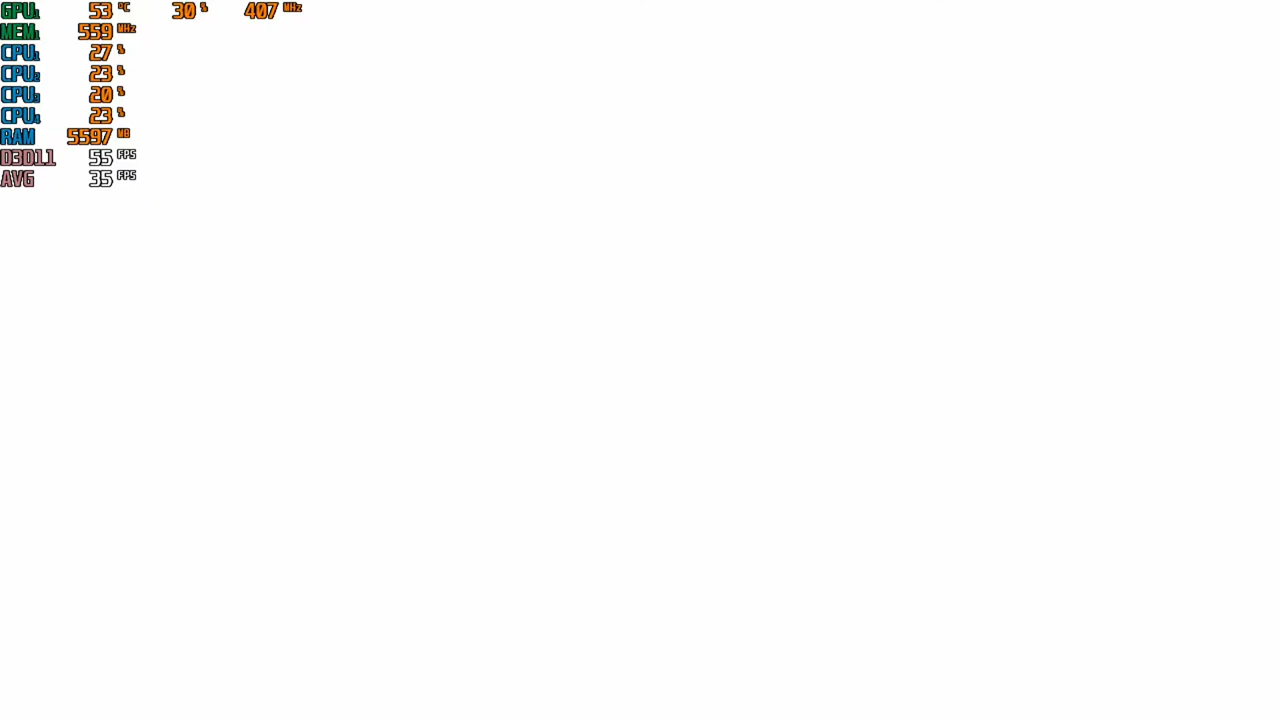 GPU1 53 °C 30 % 407 MHz
MEM1 559 MHz
CPU1 27 %
CPU2 23 %
CPU3 20 %
CPU4 23 %
RAM 5597 MB
D3D11 55 FPS
AVG 35 FPS